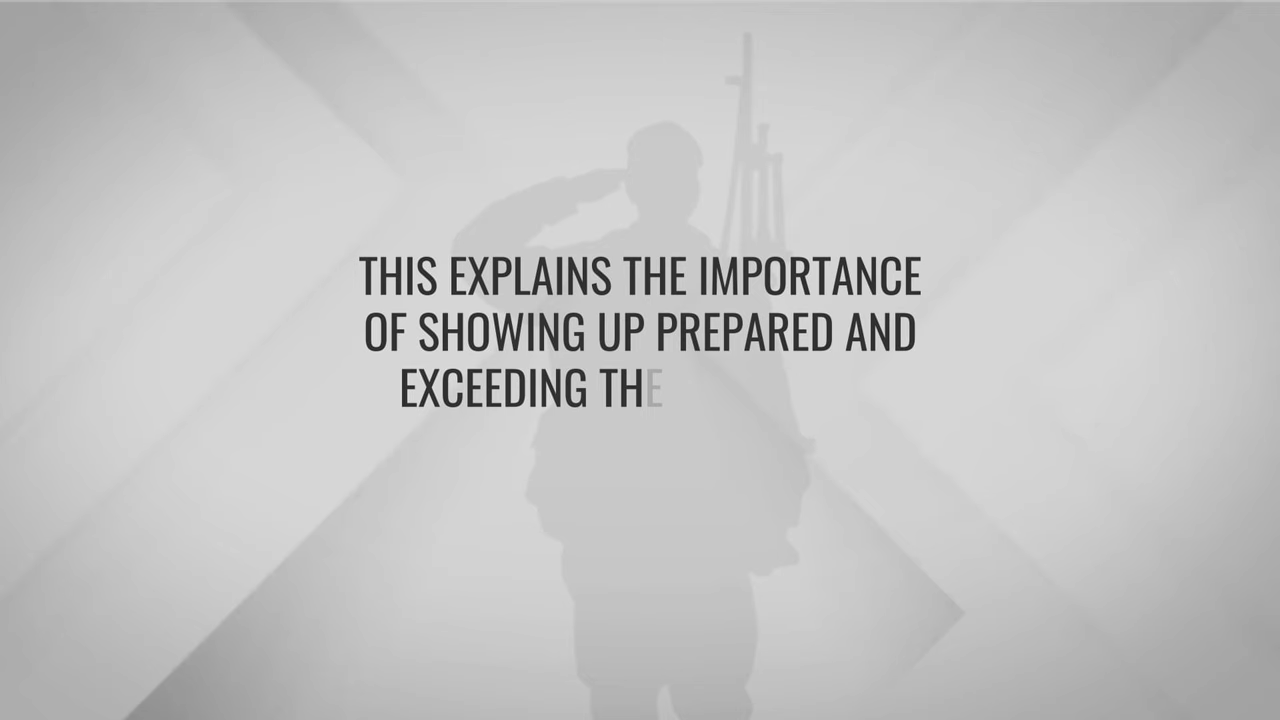 THIS EXPLAINS THE IMPORTANCE
OF SHOWING UP PREPARED AND
EXCEEDING THE